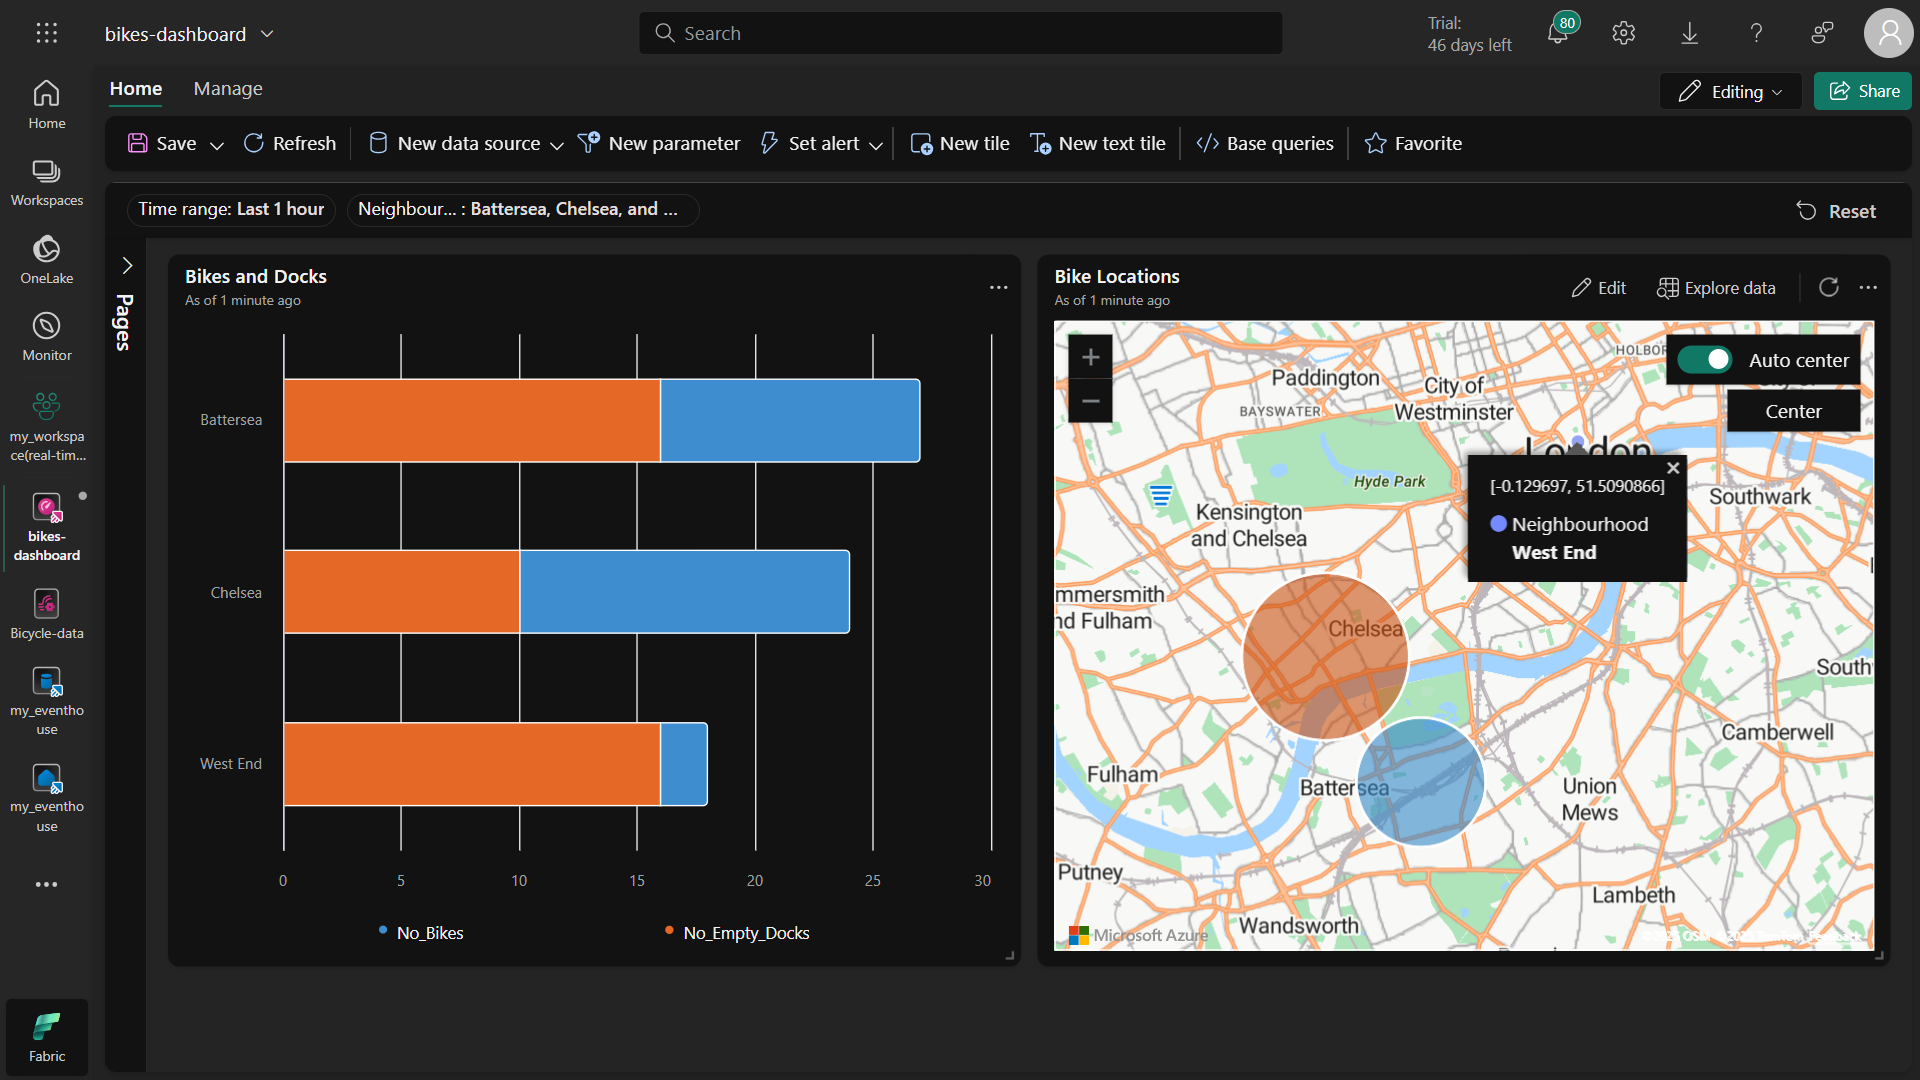 bikes-dashboard
Search
Trial:
46 days left
80
Home
Manage
Editing
Share
Save
Refresh
New data source
New parameter
Set alert
New tile
New text tile
Base queries
Favorite
Time range: Last 1 hour
Neighbour... : Battersea, Chelsea, and ...
Reset
Home
Workspaces
OneLake
Monitor
my_workspa
ce(real-tim...
bikes-
dashboard
Bicycle-data
my_eventho
use
my_eventho
use
Fabric
Pages
Bikes and Docks
As of 1 minute ago
Battersea
Chelsea
West End
0
5
10
15
20
25
30
No_Bikes
No_Empty_Docks
Bike Locations
As of 1 minute ago
Edit
Explore data
Auto center
Center
HOLBOR
Paddington
City of
Westminster
BAYSWATER
London
Hyde Park
[-0.129697, 51.5090866]
Neighbourhood
West End
Southwark
Kensington
and Chelsea
mmersmith
nd Fulham
Chelsea
South
Camberwell
Fulham
Battersea
Union
Mews
Putney
Lambeth
Wandsworth
Microsoft Azure